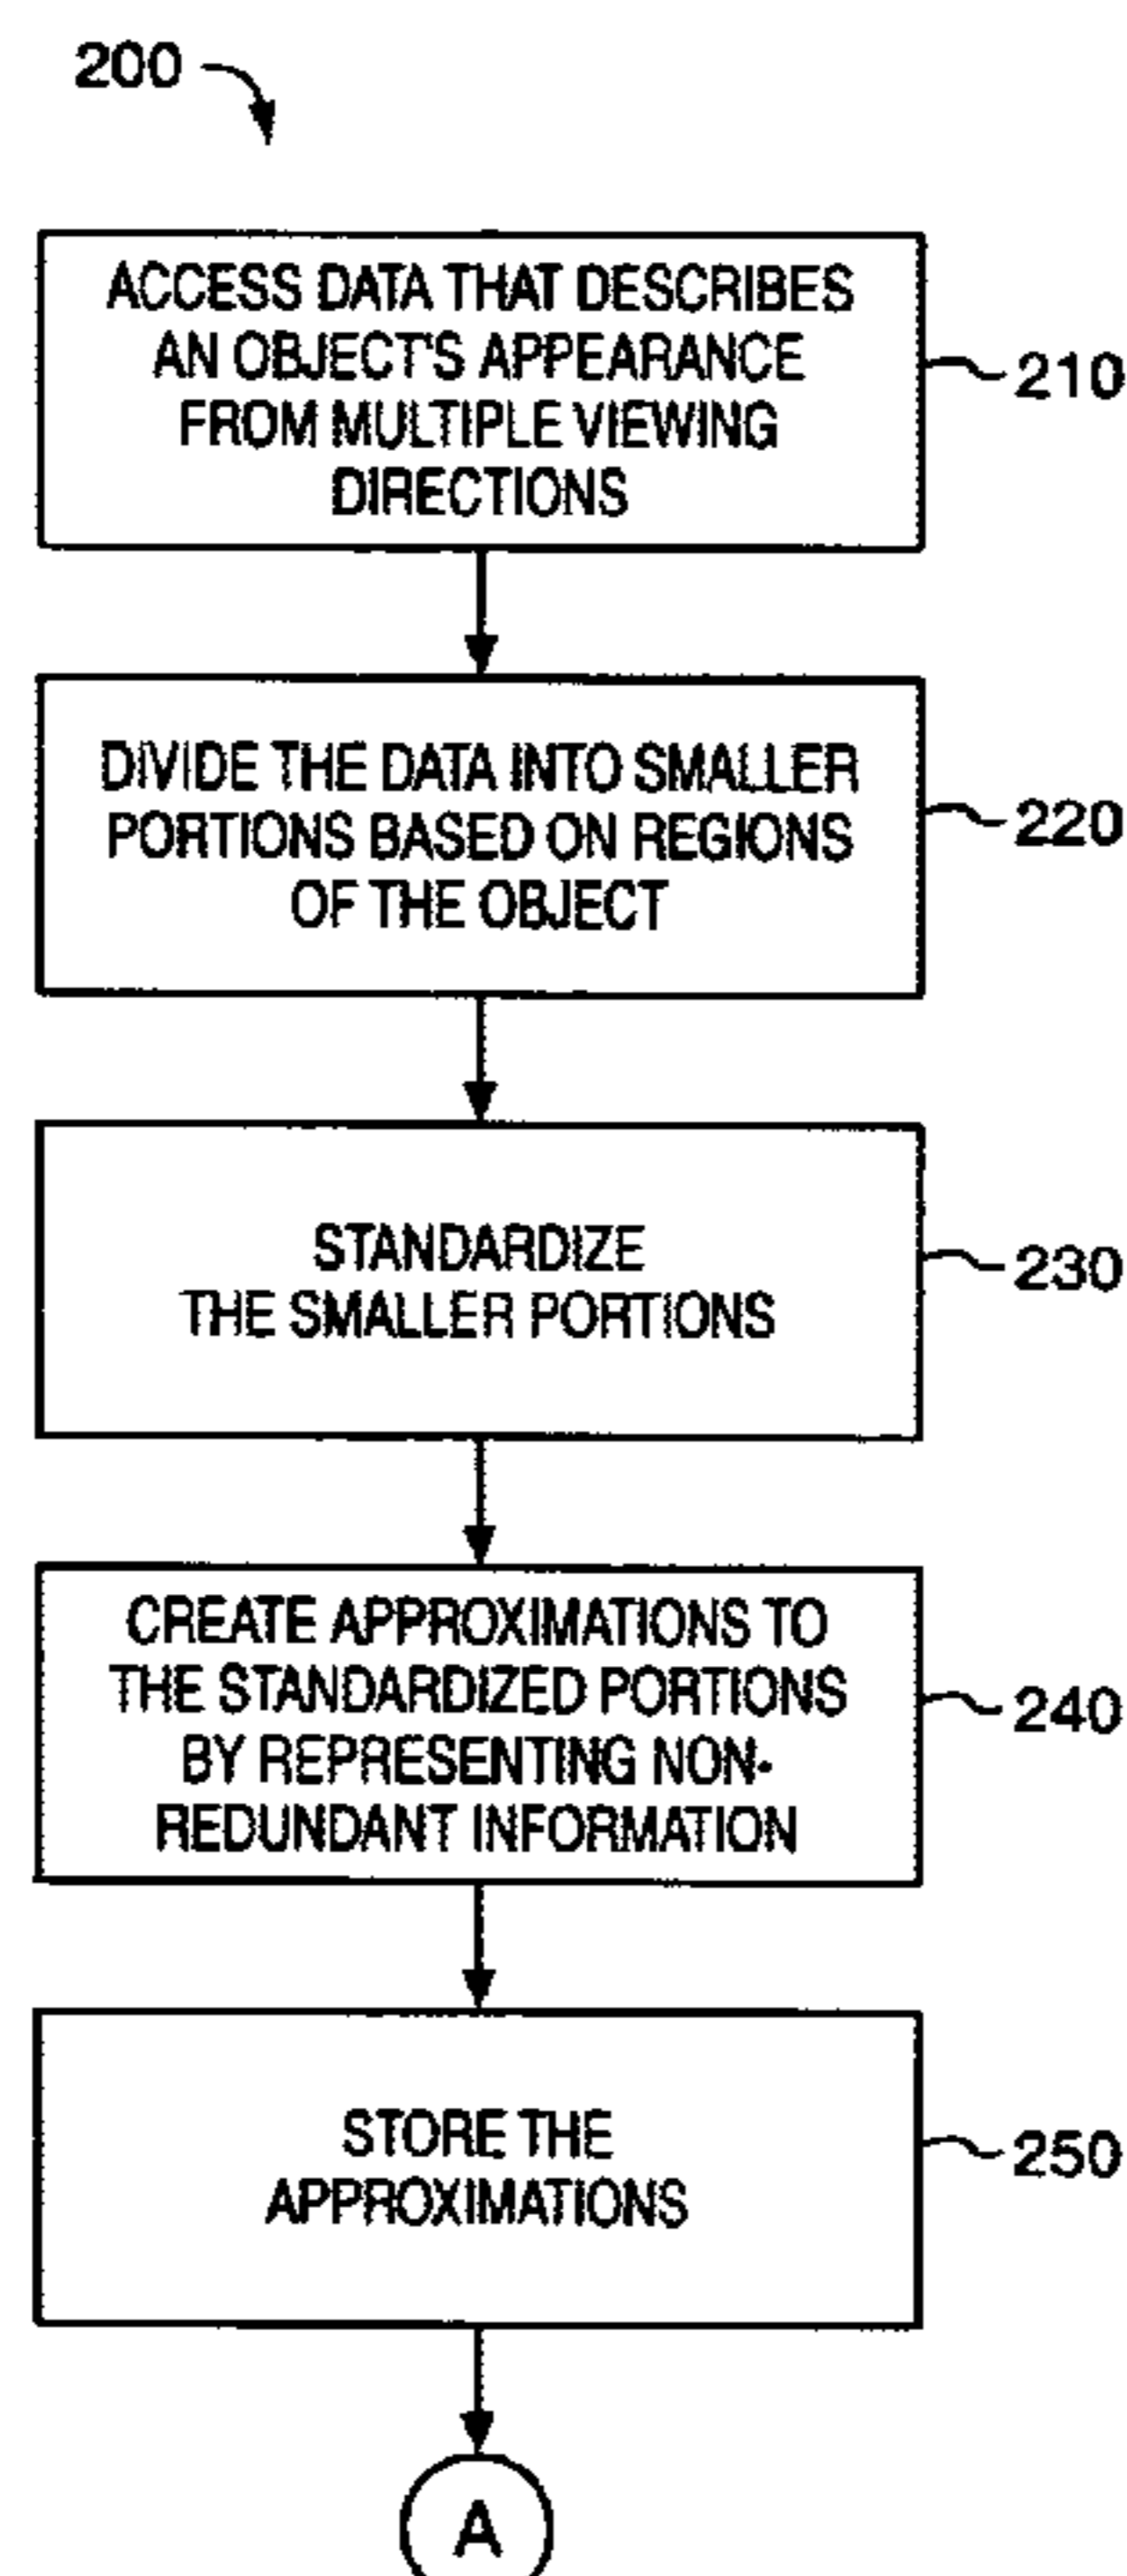 200
ACCESS DATA THAT DESCRIBES
AN OBJECT'S APPEARANCE
FROM MULTIPLE VIEWING
DIRECTIONS
210
DIVIDE THE DATA INTO SMALLER
PORTIONS BASED ON REGIONS
OF THE OBJECT
220
STANDARDIZE
THE SMALLER PORTIONS
230
CREATE APPROXIMATIONS TO
THE STANDARDIZED PORTIONS
BY REPRESENTING NON-
REDUNDANT INFORMATION
240
STORE THE
APPROXIMATIONS
250
A